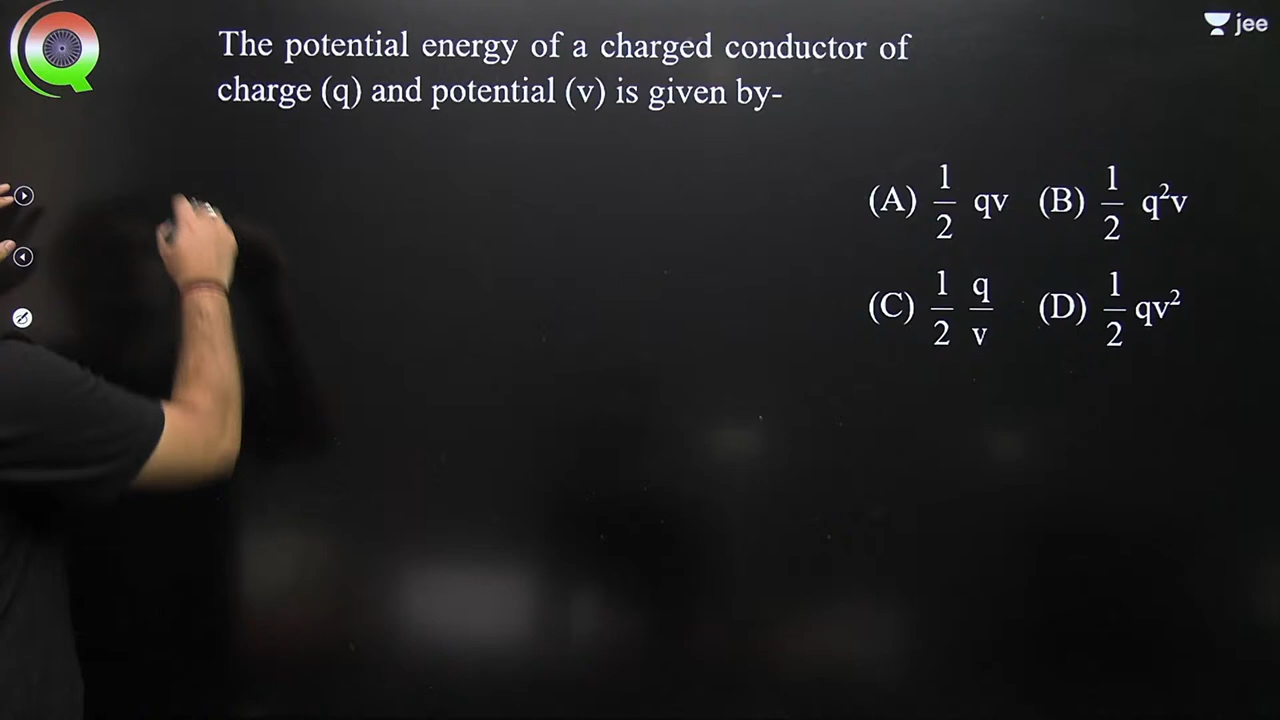 jee
The potential energy of a charged conductor of
charge (q) and potential (v) is given by-
(A) 1/2 qv (B) 1/2 q²v
(C) 1/2 q/v (D) 1/2 qv²